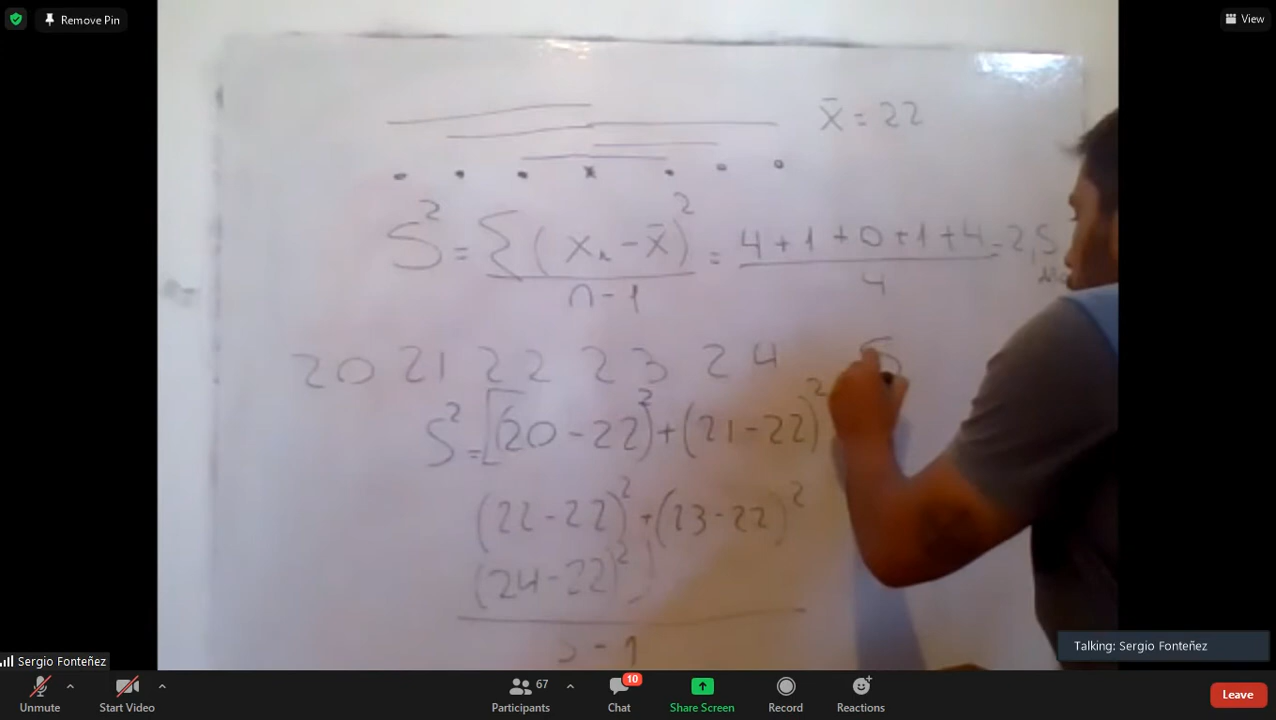 Remove Pin
View
x̄ = 22
S² = Σ(xₙ - x̄)² / n - 1 = 4 + 1 + 0 + 1 + 4 / 4 = 2,5
20 21 22 23 24
S² = [(20 - 22)² + (21 - 22)²
(22 - 22)² + (23 - 22)²
(24 - 22)²]
- 1
Talking: Sergio Fonteñez
Sergio Fonteñez
Unmute
Start Video
Participants
67
Chat
10
Share Screen
Record
Reactions
Leave